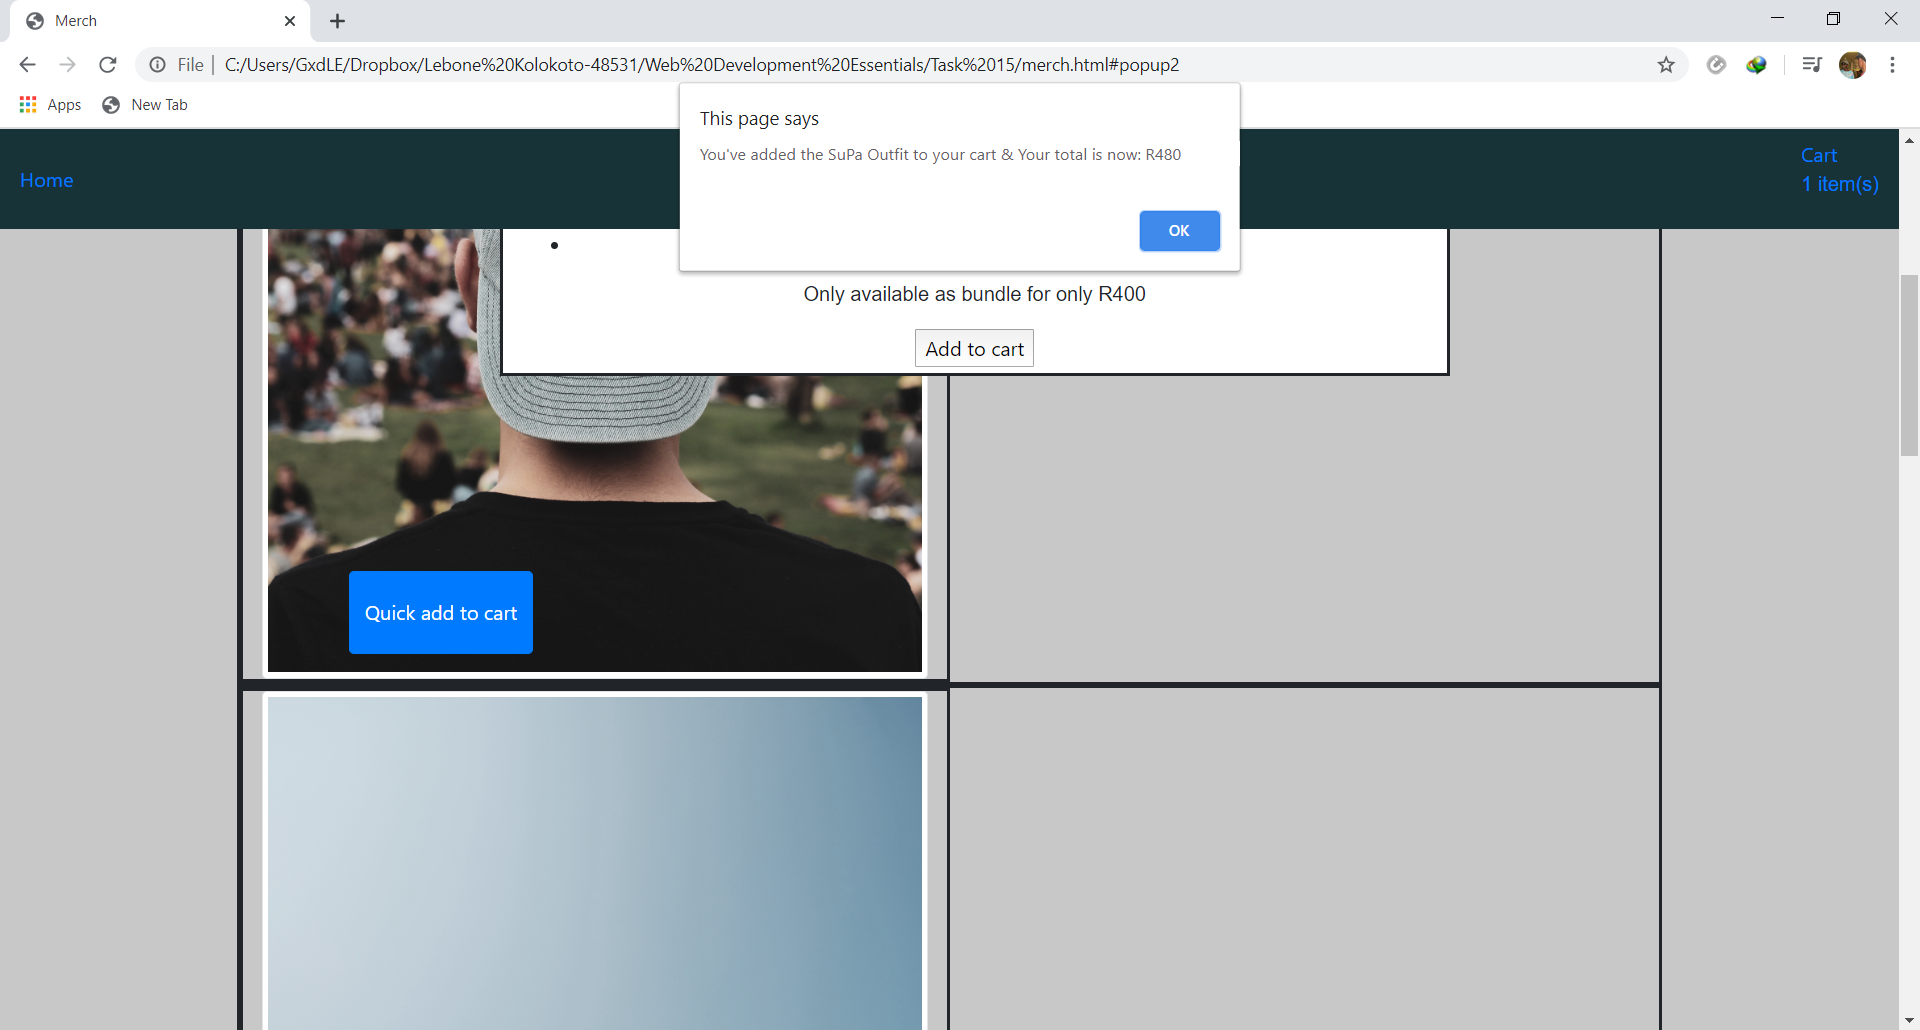 Merch
File
C:/Users/GxdLE/Dropbox/Lebone%20Kolokoto-48531/Web%20Development%20Essentials/Task%2015/merch.html#popup2
Apps
New Tab
This page says
You've added the SuPa Outfit to your cart & Your total is now: R480
OK
Home
Cart
1 item(s)
Only available as bundle for only R400
Add to cart
Quick add to cart